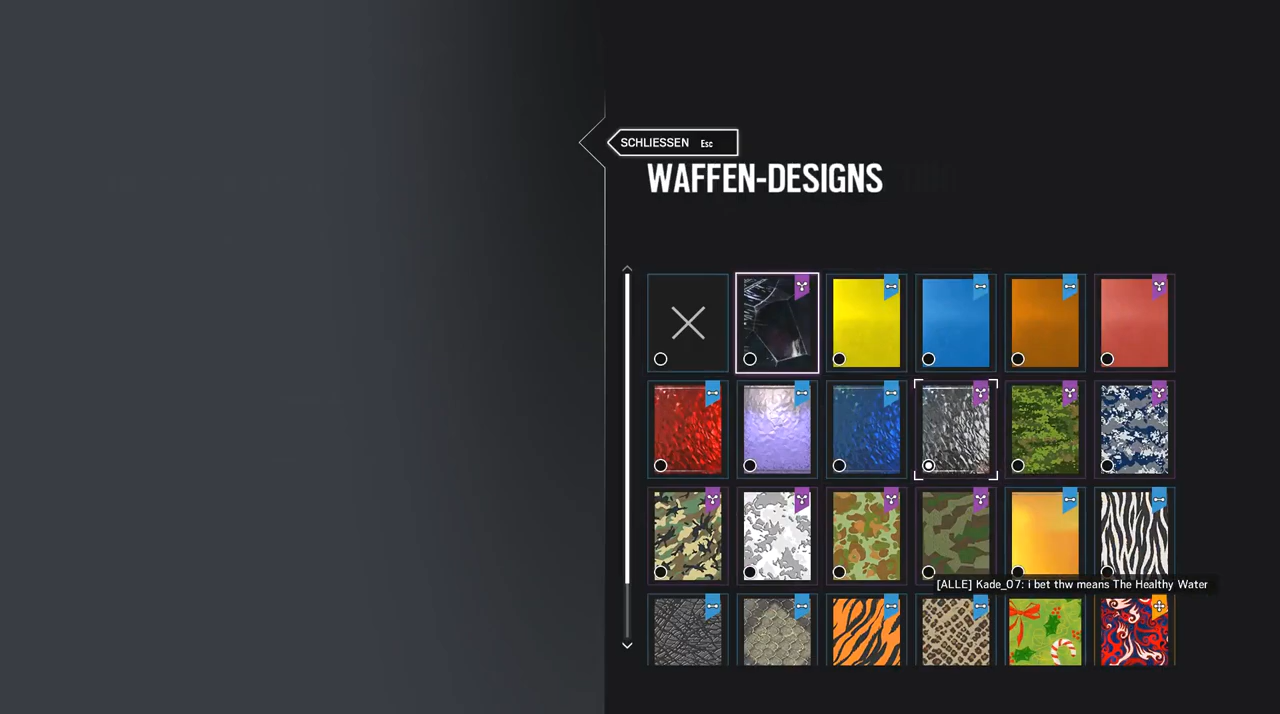 SCHLIESSEN Esc
WAFFEN-DESIGNS
[ALLE] Kade_07: i bet thw means The Healthy Water